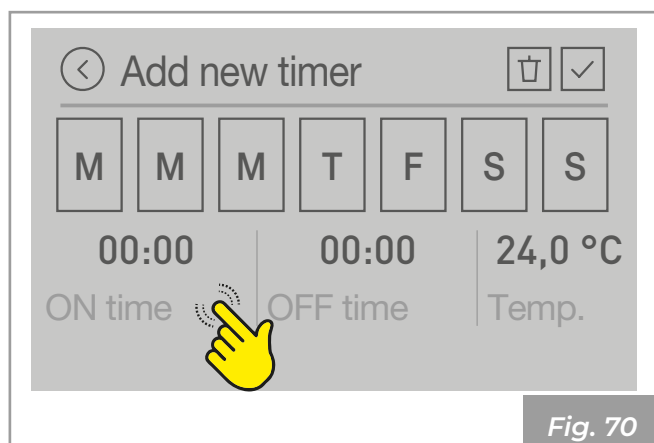 Add new timer
M M M T F S S
00:00 00:00 24,0 °C
ON time OFF time Temp.
Fig. 70